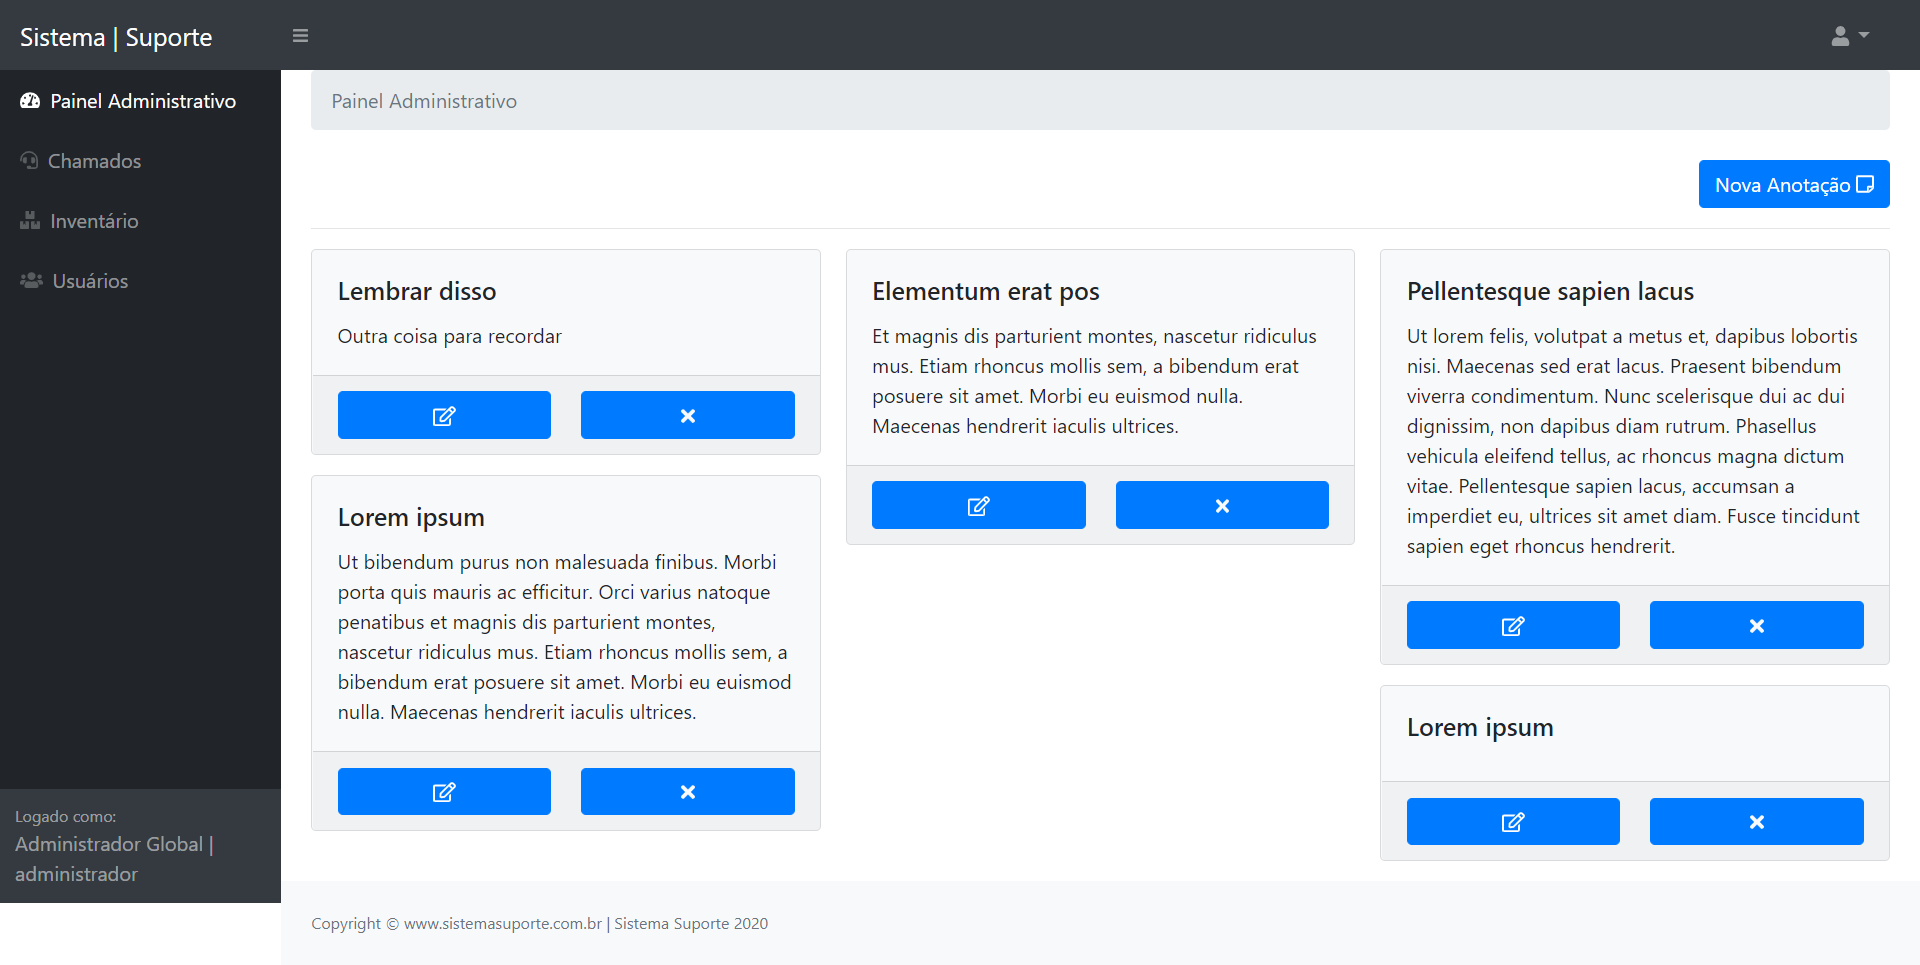 Sistema | Suporte
Painel Administrativo
Chamados
Inventário
Usuários
Logado como:
Administrador Global |
administrador
Painel Administrativo
Nova Anotação
Lembrar disso
Outra coisa para recordar
Lorem ipsum
Ut bibendum purus non malesuada finibus. Morbi
porta quis mauris ac efficitur. Orci varius natoque
penatibus et magnis dis parturient montes,
nascetur ridiculus mus. Etiam rhoncus mollis sem, a
bibendum erat posuere sit amet. Morbi eu euismod
nulla. Maecenas hendrerit iaculis ultrices.
Elementum erat pos
Et magnis dis parturient montes, nascetur ridiculus
mus. Etiam rhoncus mollis sem, a bibendum erat
posuere sit amet. Morbi eu euismod nulla.
Maecenas hendrerit iaculis ultrices.
Pellentesque sapien lacus
Ut lorem felis, volutpat a metus et, dapibus lobortis
nisi. Maecenas sed erat lacus. Praesent bibendum
viverra condimentum. Nunc scelerisque dui ac dui
dignissim, non dapibus diam rutrum. Phasellus
vehicula eleifend tellus, ac rhoncus magna dictum
vitae. Pellentesque sapien lacus, accumsan a
imperdiet eu, ultrices sit amet diam. Fusce tincidunt
sapien eget rhoncus hendrerit.
Lorem ipsum
Copyright © www.sistemasuporte.com.br | Sistema Suporte 2020